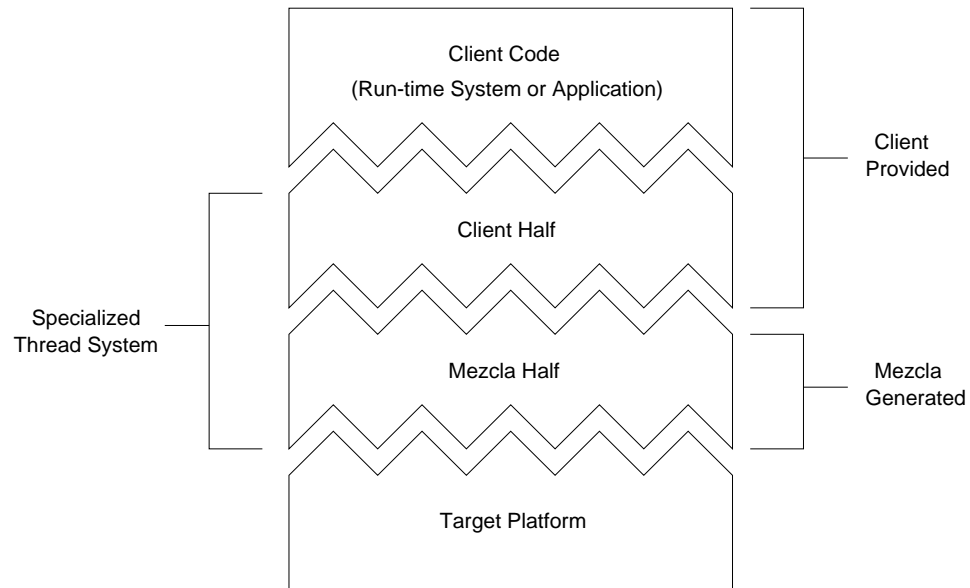 Client Code
(Run-time System or Application)
Client
Provided
Client Half
Specialized
Thread System
Mezcla Half
Mezcla
Generated
Target Platform